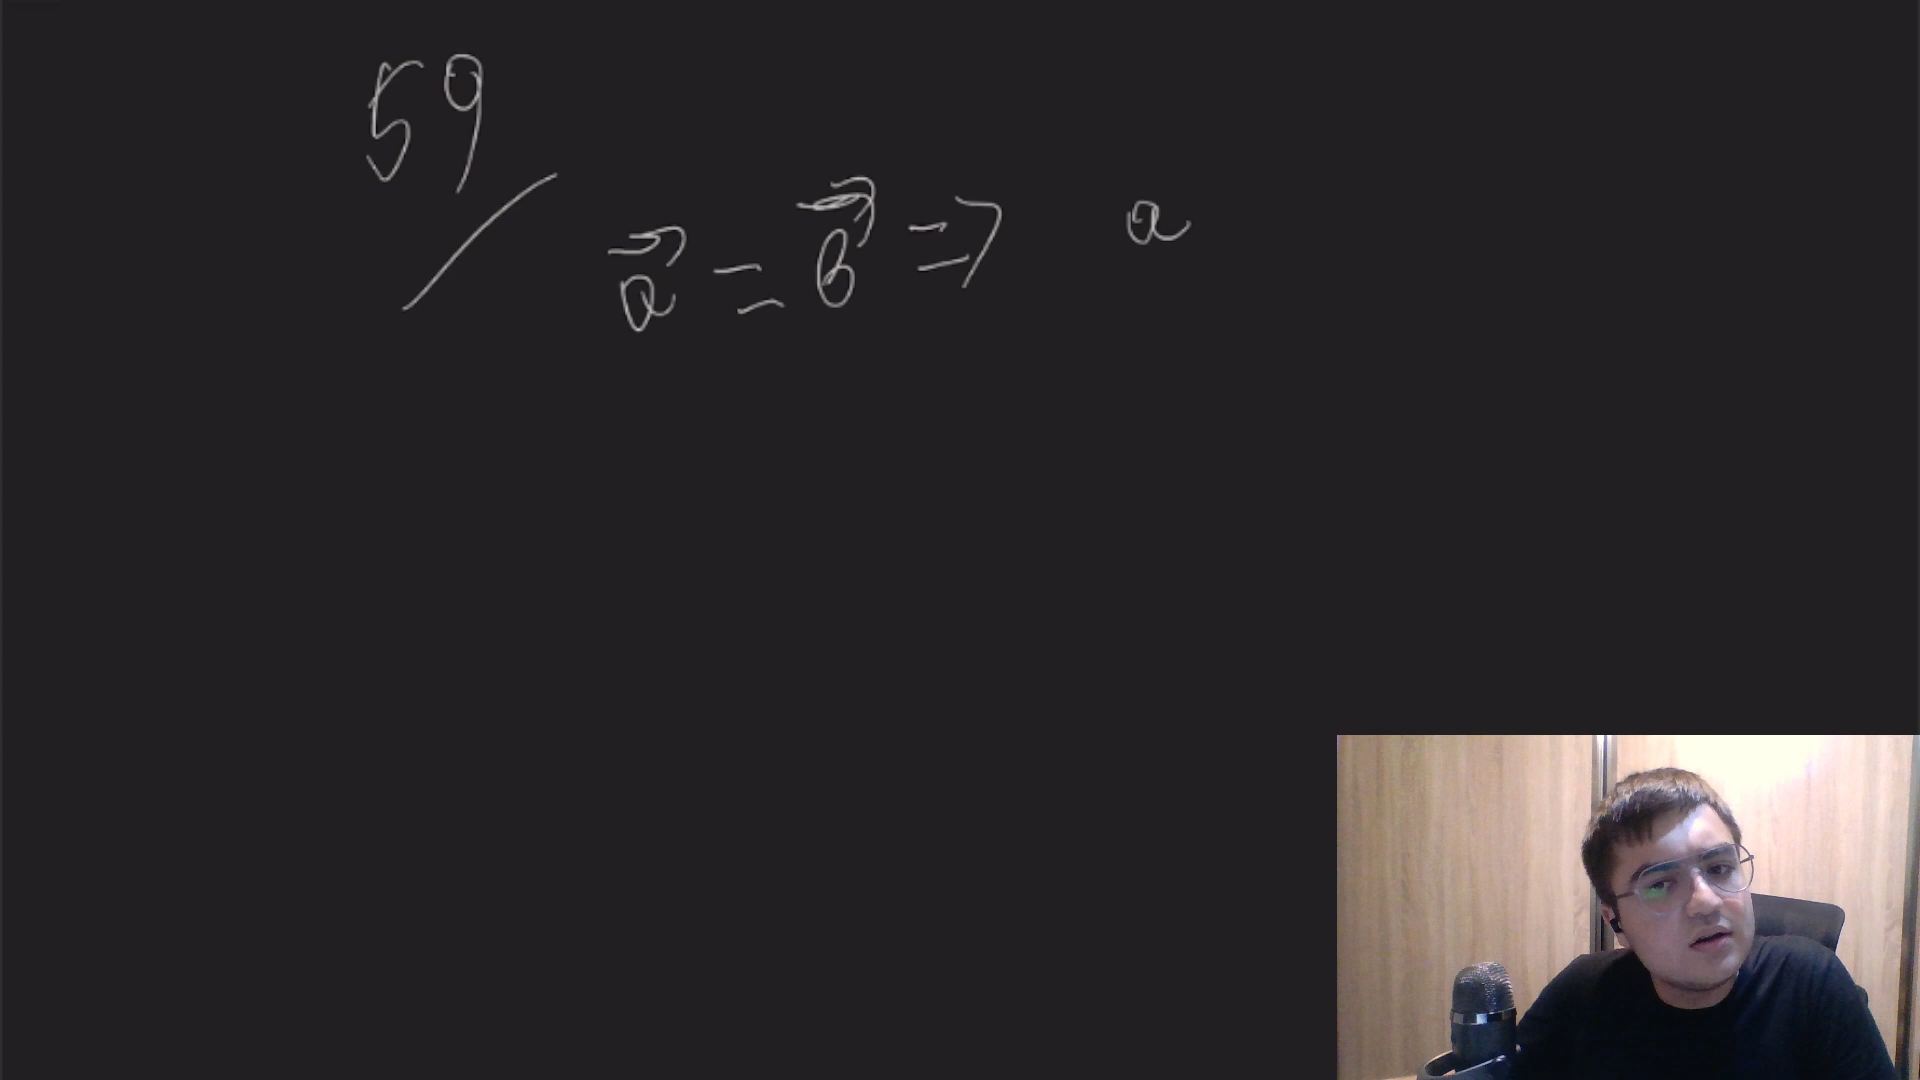 59
a⃗ = b⃗ => a